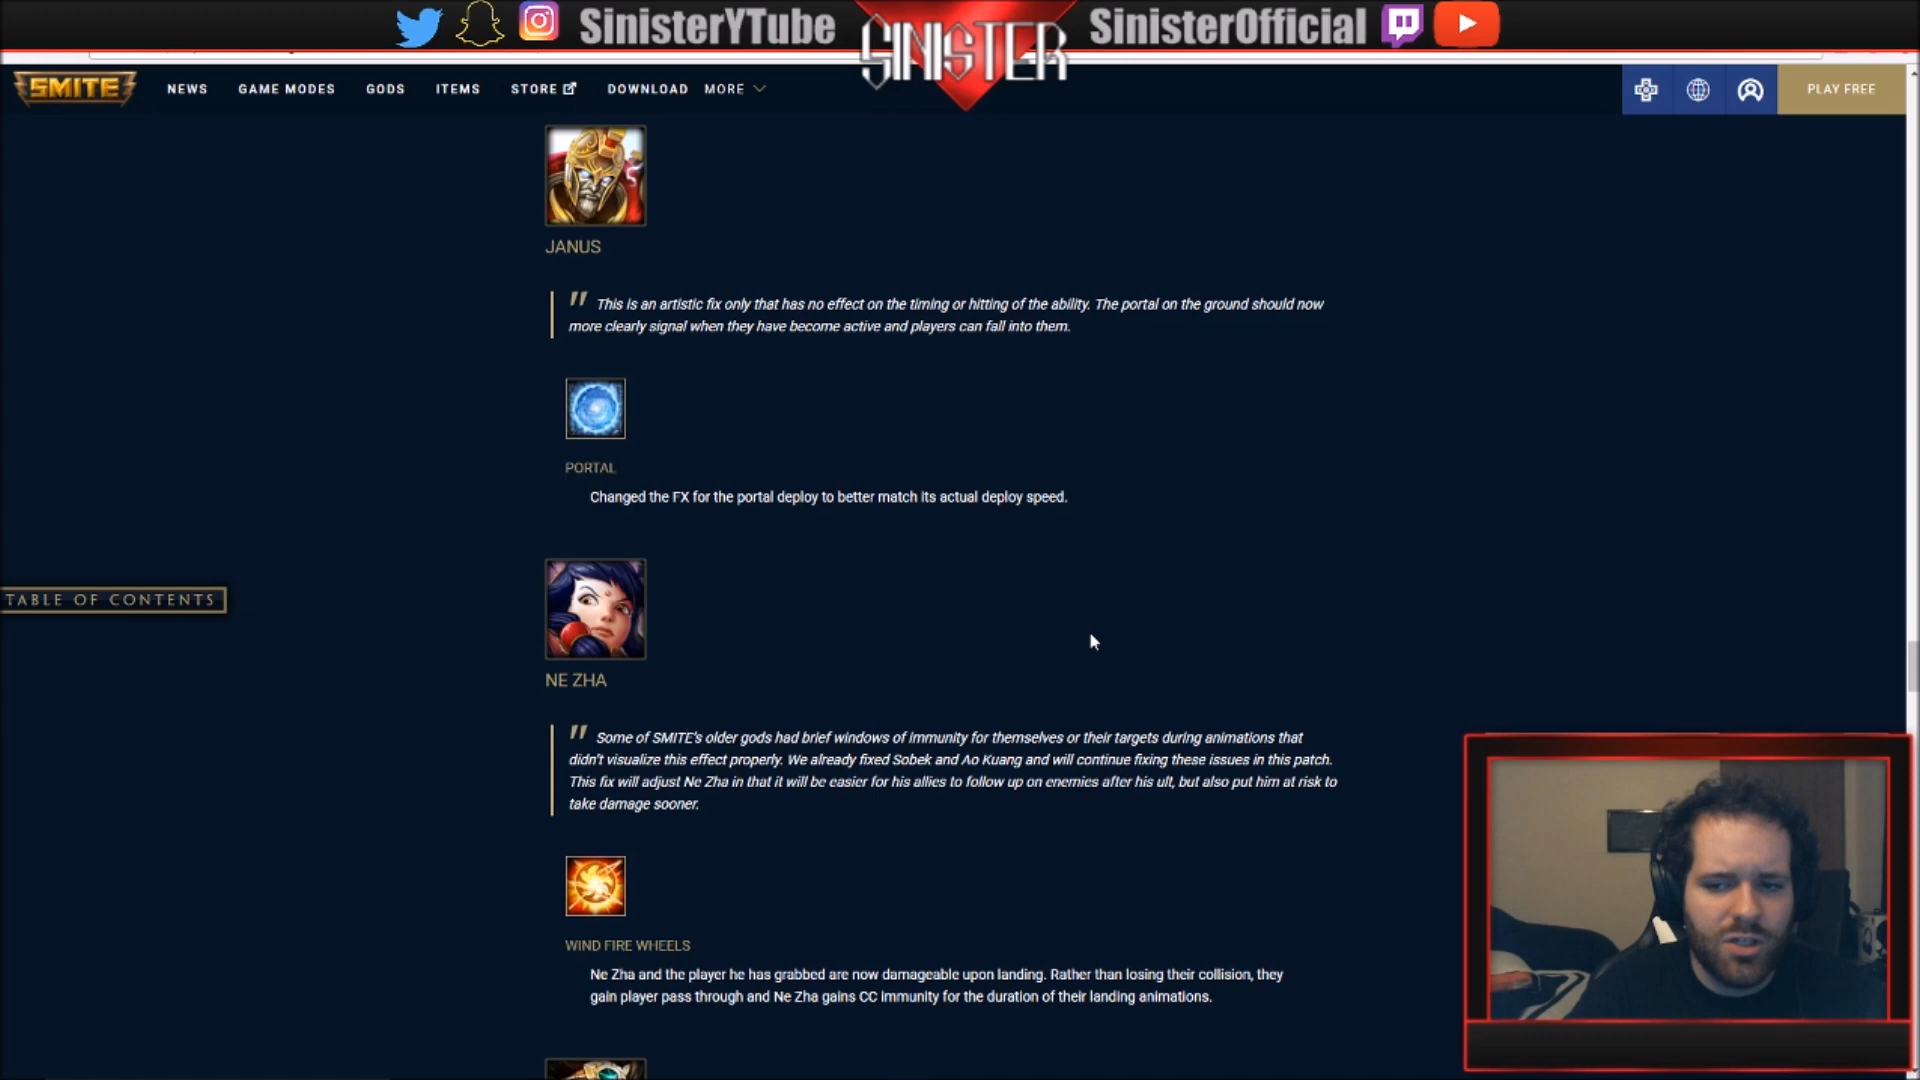 SinisterYTube SINISTER SinisterOfficial
SMITE NEWS GAME MODES GODS ITEMS STORE DOWNLOAD MORE PLAY FREE
JANUS
" This is an artistic fix only that has no effect on the timing or hitting of the ability. The portal on the ground should now
more clearly signal when they have become active and players can fall into them.
PORTAL
Changed the FX for the portal deploy to better match its actual deploy speed.
TABLE OF CONTENTS
NE ZHA
" Some of SMITE's older gods had brief windows of immunity for themselves or their targets during animations that
didn't visualize this effect properly. We already fixed Sobek and Ao Kuang and will continue fixing these issues in this patch.
This fix will adjust Ne Zha in that it will be easier for his allies to follow up on enemies after his ult, but also put him at risk to
take damage sooner.
WIND FIRE WHEELS
Ne Zha and the player he has grabbed are now damageable upon landing. Rather than losing their collision, they
gain player pass through and Ne Zha gains CC immunity for the duration of their landing animations.